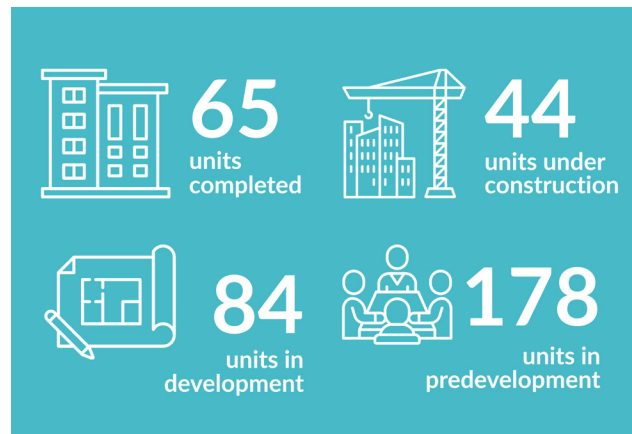 65
units
completed
44
units under
construction
84
units in
development
178
units in
predevelopment